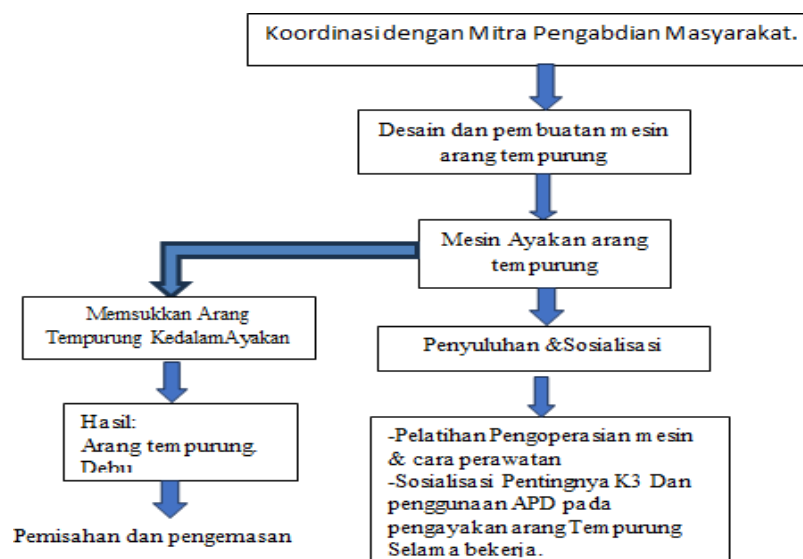 Koordinasi dengan Mitra Pengabdian Masyarakat.
Desain dan pembuatan mesin
arang tempurung
Mesin Ayakan arang
tempurung
Memsukkan Arang
Tempurung Kedalam Ayakan
Penyuluhan &Sosialisasi
Hasil:
Arang tempurung.
Debu
Pemisahan dan pengemasan
-Pelatihan Pengoperasian mesin
& cara perawatan
-Sosialisasi Pentingnya K3 Dan
penggunaan APD pada
pengayakan arang Tempurung
Selama bekerja.